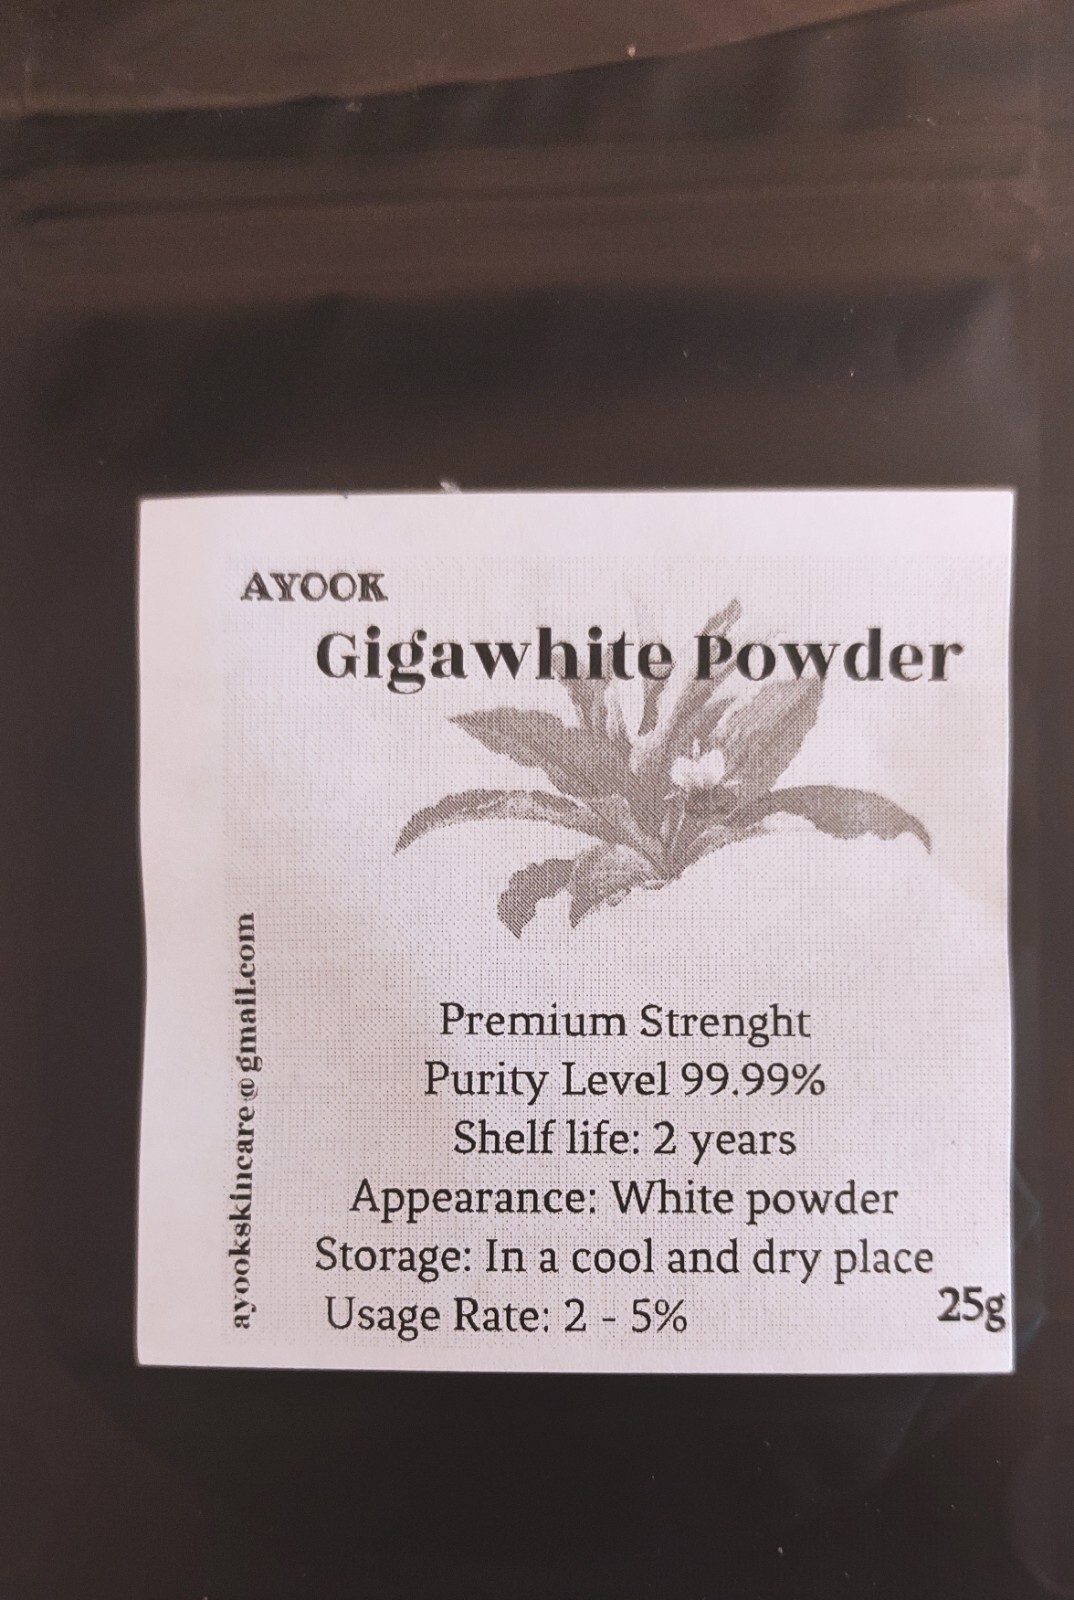 AYOOK
Gigawhite Powder
Premium Strenght
Purity Level 99.99%
Shelf life: 2 years
Appearance: White powder
Storage: In a cool and dry place
Usage Rate: 2 - 5%
25g
ayookskincare@gmail.com